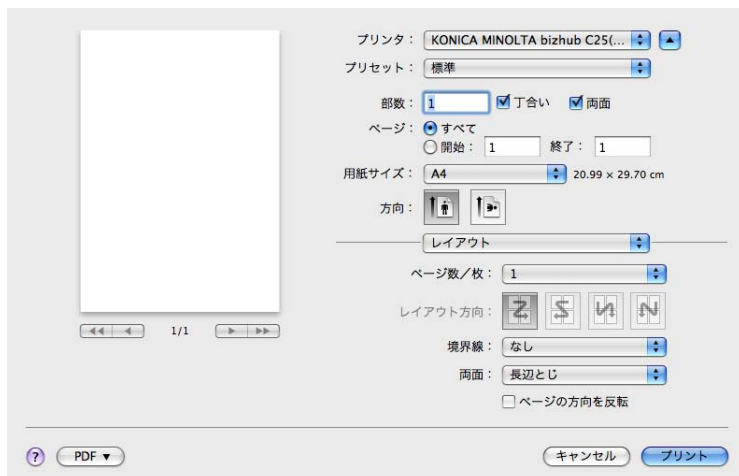 プリンタ： KONICA MINOLTA bizhub C25(...
プリセット： 標準
部数： 1 丁合い 両面
ページ： すべて
開始： 1 終了： 1
用紙サイズ： A4 20.99 × 29.70 cm
方向：
レイアウト
ページ数／枚： 1
レイアウト方向：
1/1
境界線： なし
両面： 長辺とじ
ページの方向を反転
? PDF ▼ キャンセル プリント